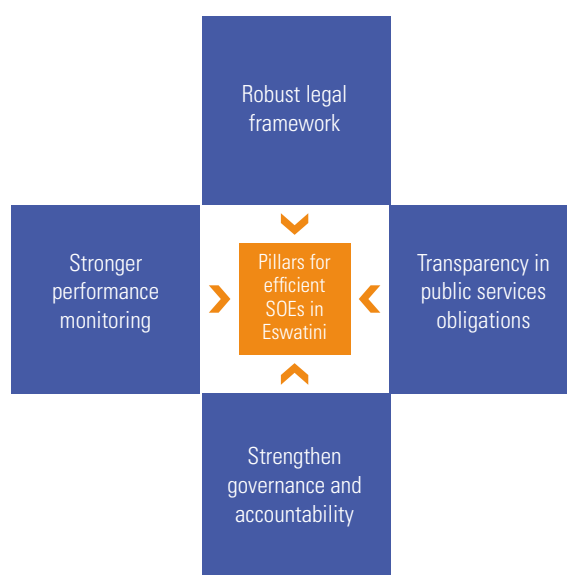 Robust legal
framework
Stronger
performance
monitoring
Pillars for
efficient
SOEs in
Eswatini
Transparency in
public services
obligations
Strengthen
governance and
accountability